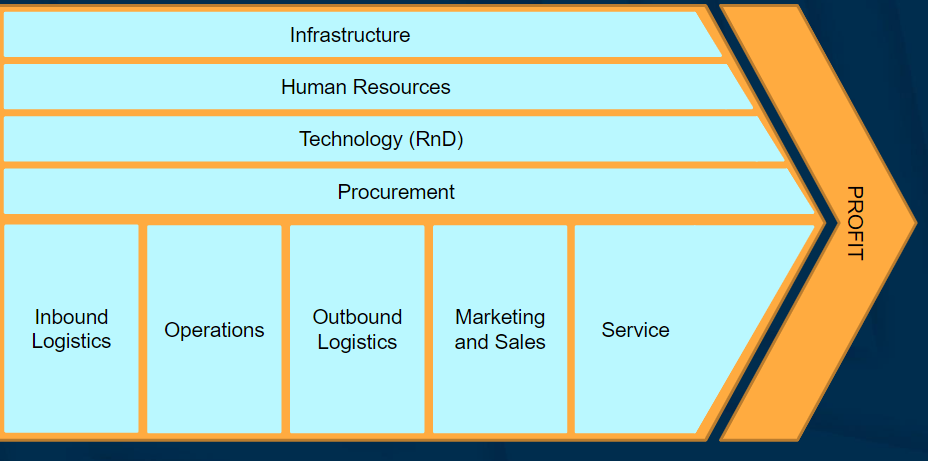 Infrastructure
Human Resources
Technology (RnD)
Procurement
Inbound
Logistics
Operations
Outbound
Logistics
Marketing
and Sales
Service
PROFIT